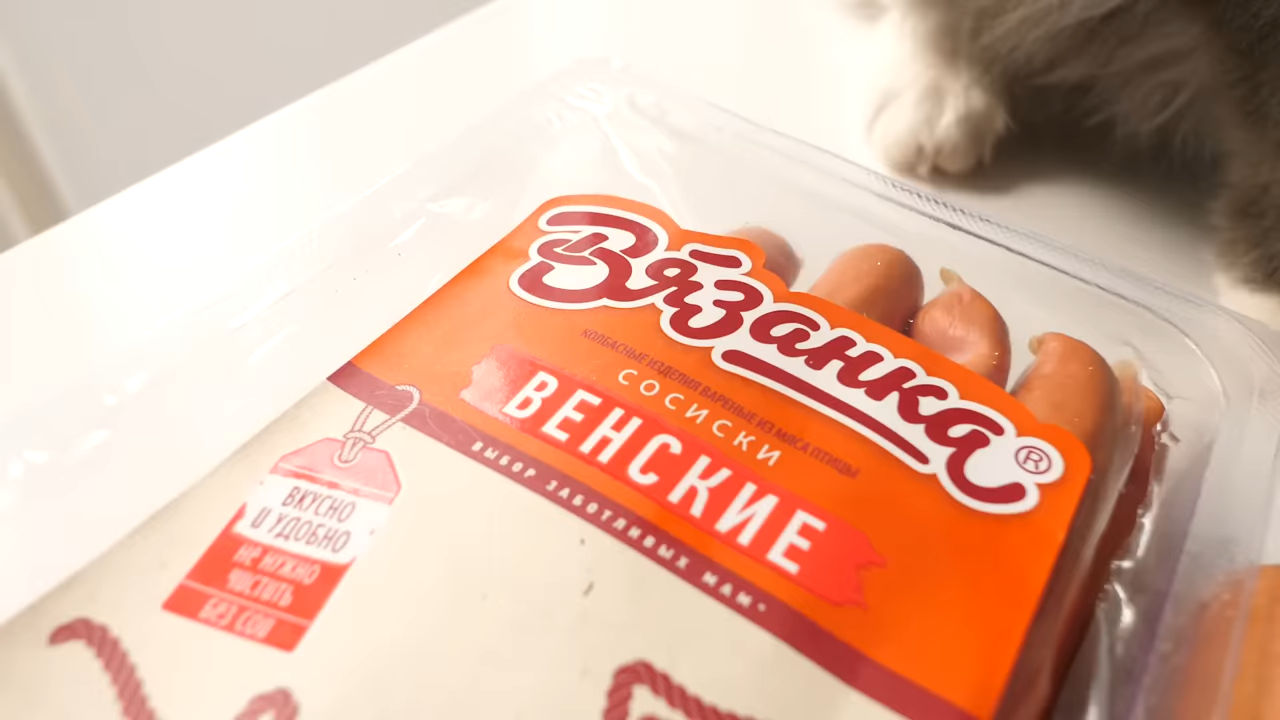 Вязанка®
КОЛБАСНЫЕ ИЗДЕЛИЯ ВАРЕНЫЕ ИЗ МЯСА ПТИЦЫ
СОСИСКИ
ВЕНСКИЕ
ВЫБОР ЗАБОТЛИВЫХ МАМ*
ВКУСНО
И УДОБНО
НЕ НУЖНО
ЧИСТИТЬ
БЕЗ СОИ